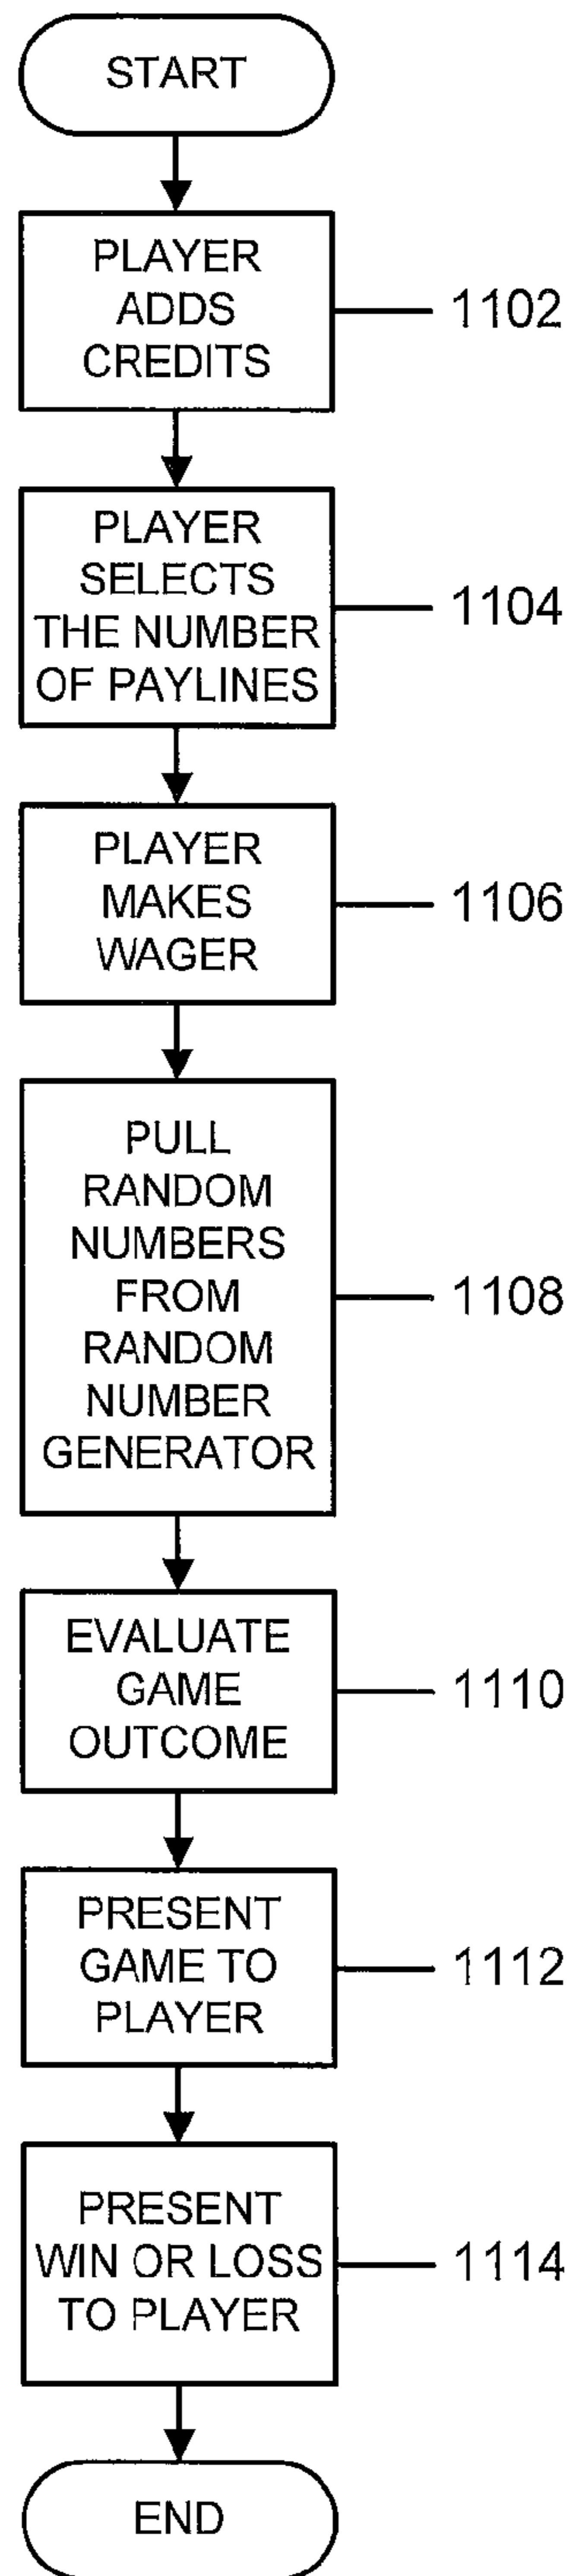 START
PLAYER
ADDS
CREDITS
1102
PLAYER
SELECTS
THE NUMBER
OF PAYLINES
1104
PLAYER
MAKES
WAGER
1106
PULL
RANDOM
NUMBERS
FROM
RANDOM
NUMBER
GENERATOR
1108
EVALUATE
GAME
OUTCOME
1110
PRESENT
GAME TO
PLAYER
1112
PRESENT
WIN OR LOSS
TO PLAYER
1114
END